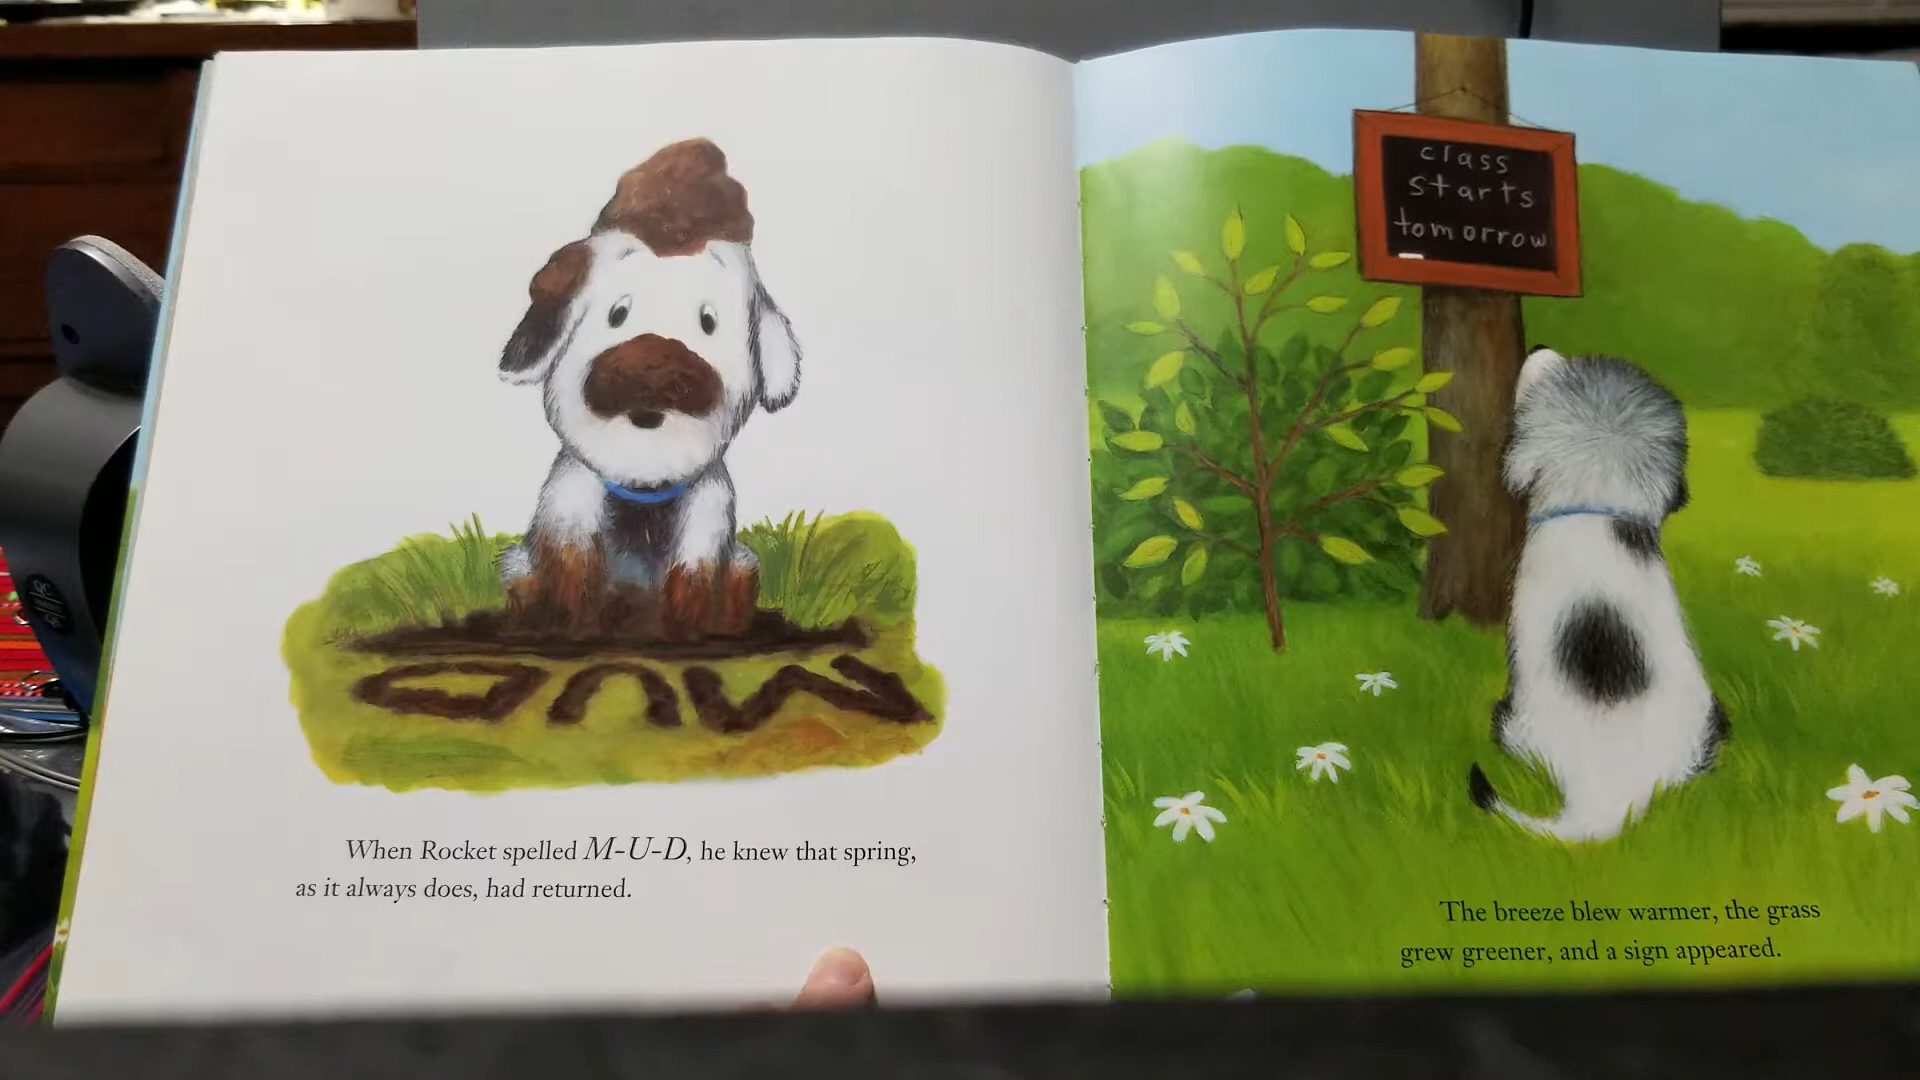 MUD
When Rocket spelled M-U-D, he knew that spring,
as it always does, had returned.
class
starts
tomorrow
The breeze blew warmer, the grass
grew greener, and a sign appeared.